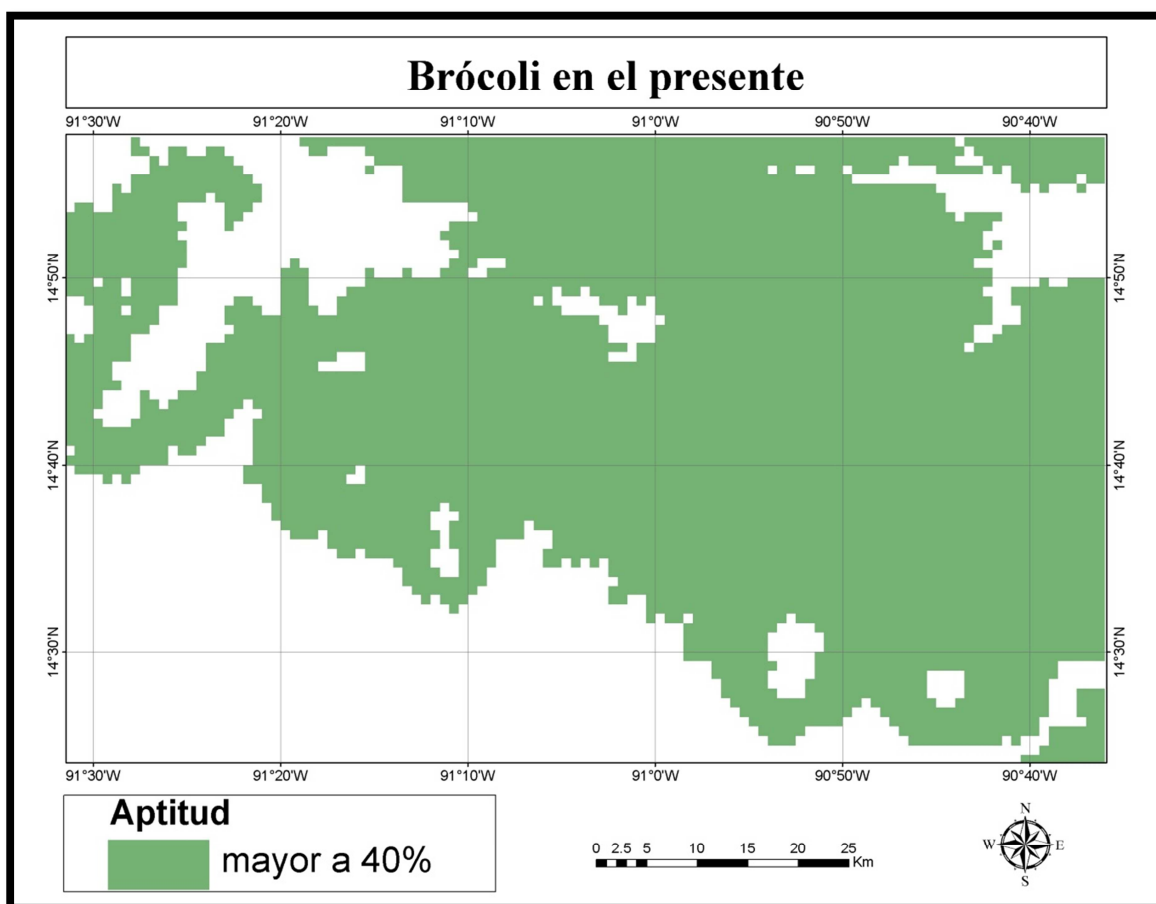 Brócoli en el presente
91°30'W 91°20'W 91°10'W 91°0'W 90°50'W 90°40'W
14°50'N 14°50'N
14°40'N 14°40'N
14°30'N 14°30'N
91°30'W 91°20'W 91°10'W 91°0'W 90°50'W 90°40'W
Aptitud
mayor a 40%
0 2.5 5 10 15 20 25
Km
N
W E
S